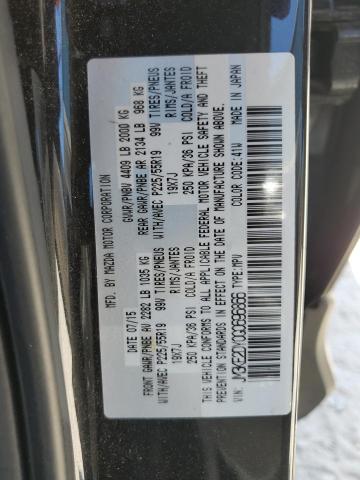 MFD. BY MAZDA MOTOR CORPORATION
DATE 07/15 GVWR/PNBV 4409 LB 2000 KG
FRONT GAWR/PNBE AV 2282 LB 1035 KG REAR GAWR/PNBE AR 2134 LB 968 KG
WITH/AVEC P225/55R19 99V TIRES/PNEUS WITH/AVEC P225/55R19 99V TIRES/PNEUS
19X7J RIMS/JANTES 19X7J RIMS/JANTES
250 KPA/36 PSI COLD/A FROID 250 KPA/36 PSI COLD/A FROID
THIS VEHICLE CONFORMS TO ALL APPLICABLE FEDERAL MOTOR VEHICLE SAFETY AND THEFT
PREVENTION STANDARDS IN EFFECT ON THE DATE OF MANUFACTURE SHOWN ABOVE.
VIN: TYPE:MPV COLOR CODE:41W MADE IN JAPAN